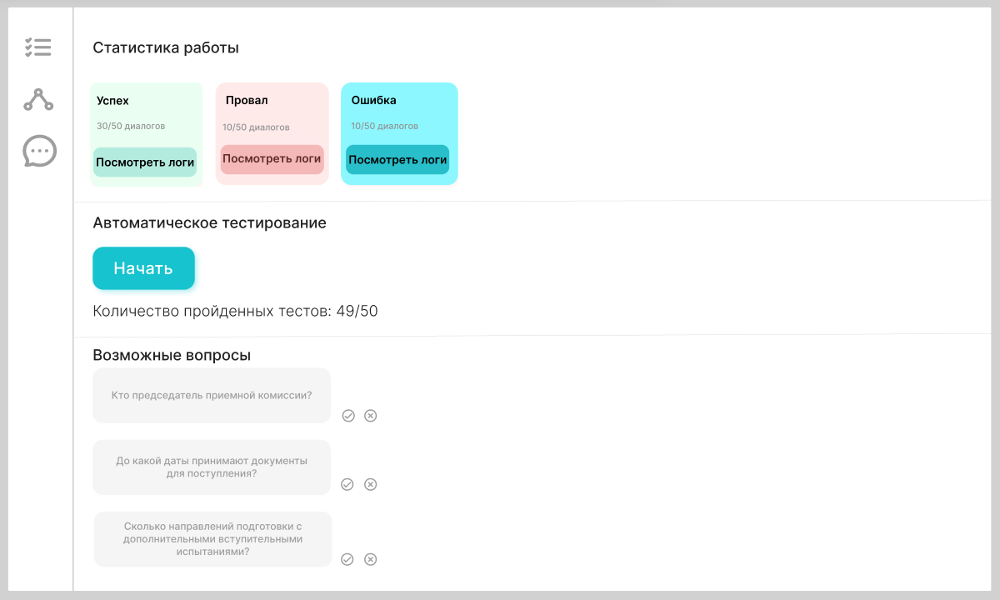 Статистика работы
Успех
30/50 диалогов
Посмотреть логи
Провал
10/50 диалогов
Посмотреть логи
Ошибка
10/50 диалогов
Посмотреть логи
Автоматическое тестирование
Начать
Количество пройденных тестов: 49/50
Возможные вопросы
Кто председатель приемной комиссии?
До какой даты принимают документы
для поступления?
Сколько направлений подготовки с
дополнительными вступительными
испытаниями?